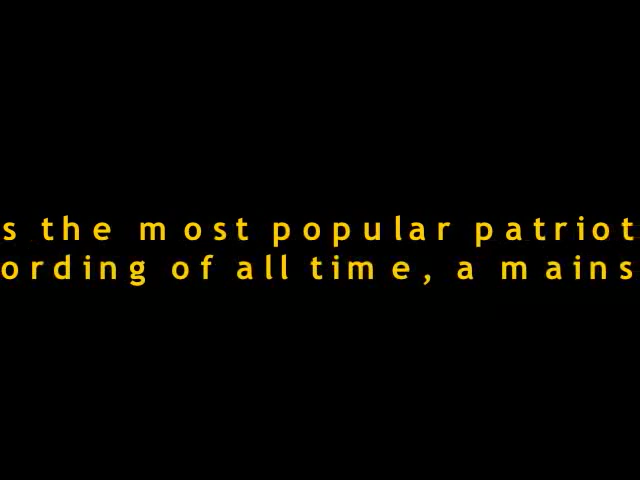 s the most popular patriot
ording of all time, a mains